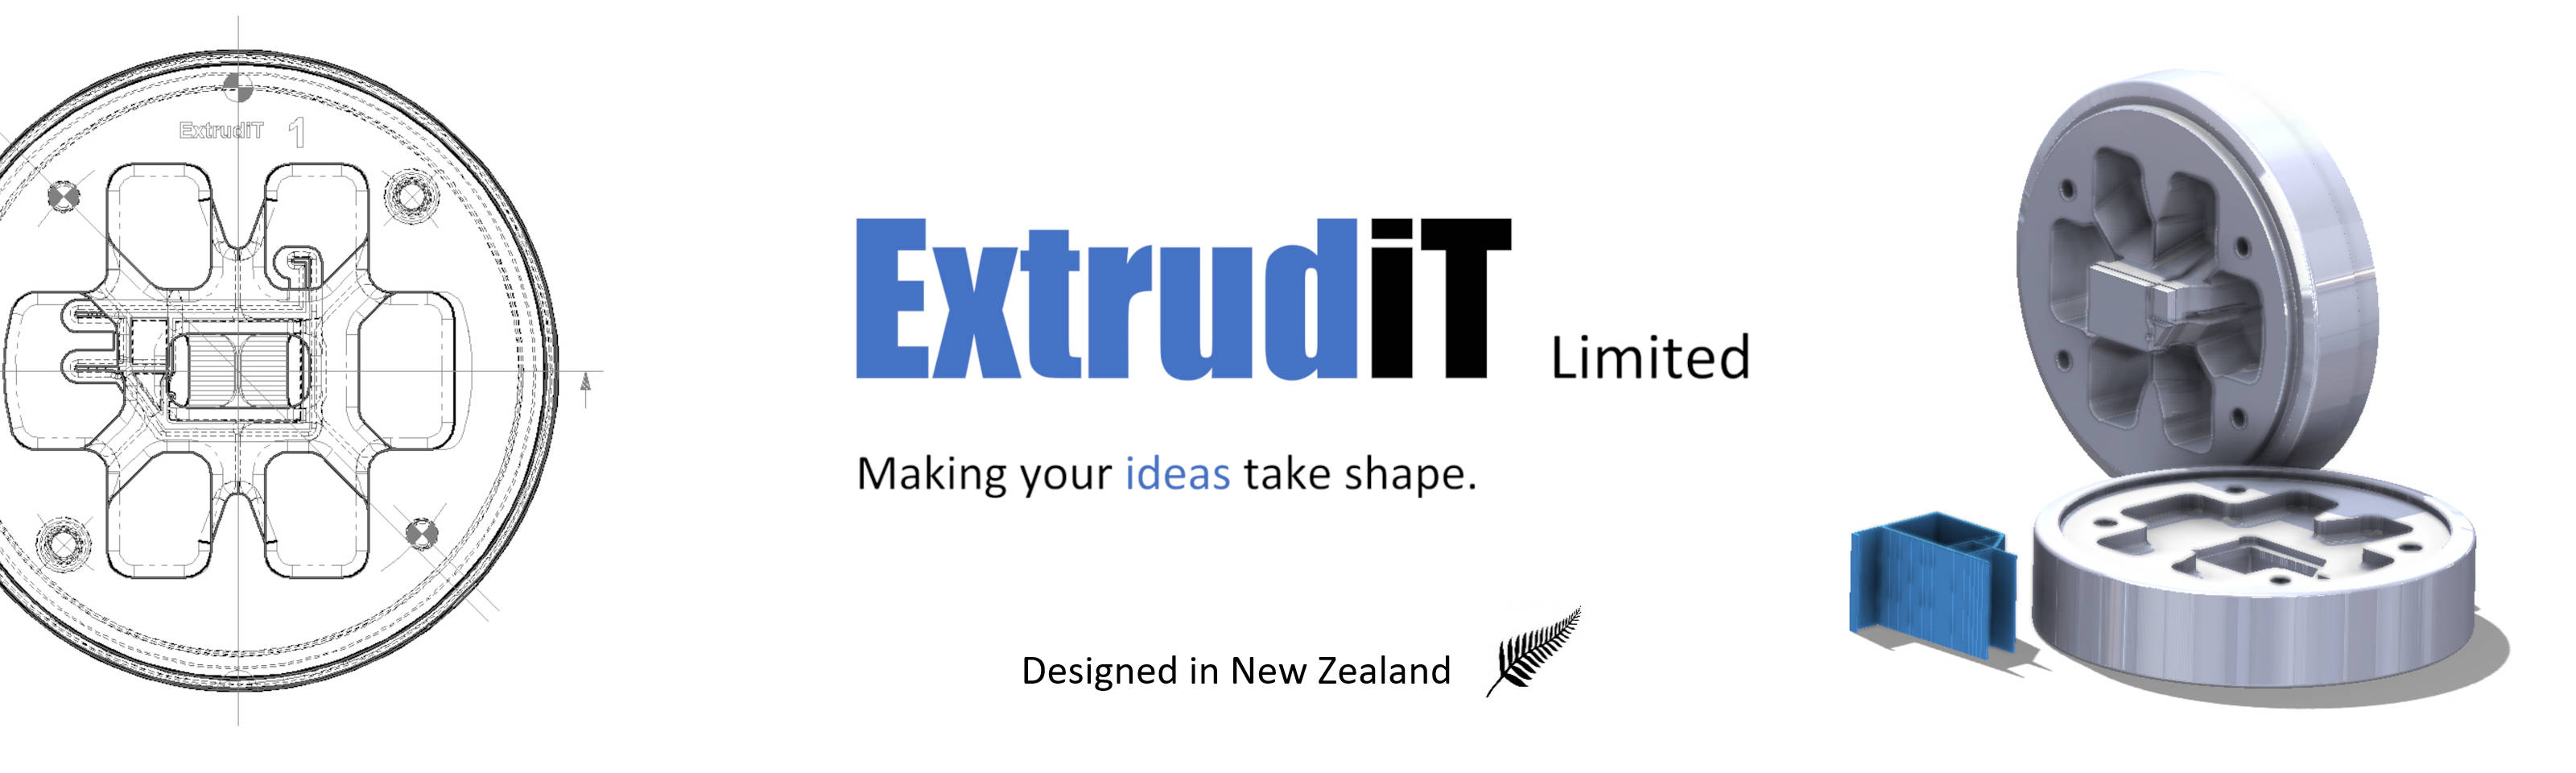 ExtrudiT 1
ExtrudiT Limited
Making your ideas take shape.
Designed in New Zealand